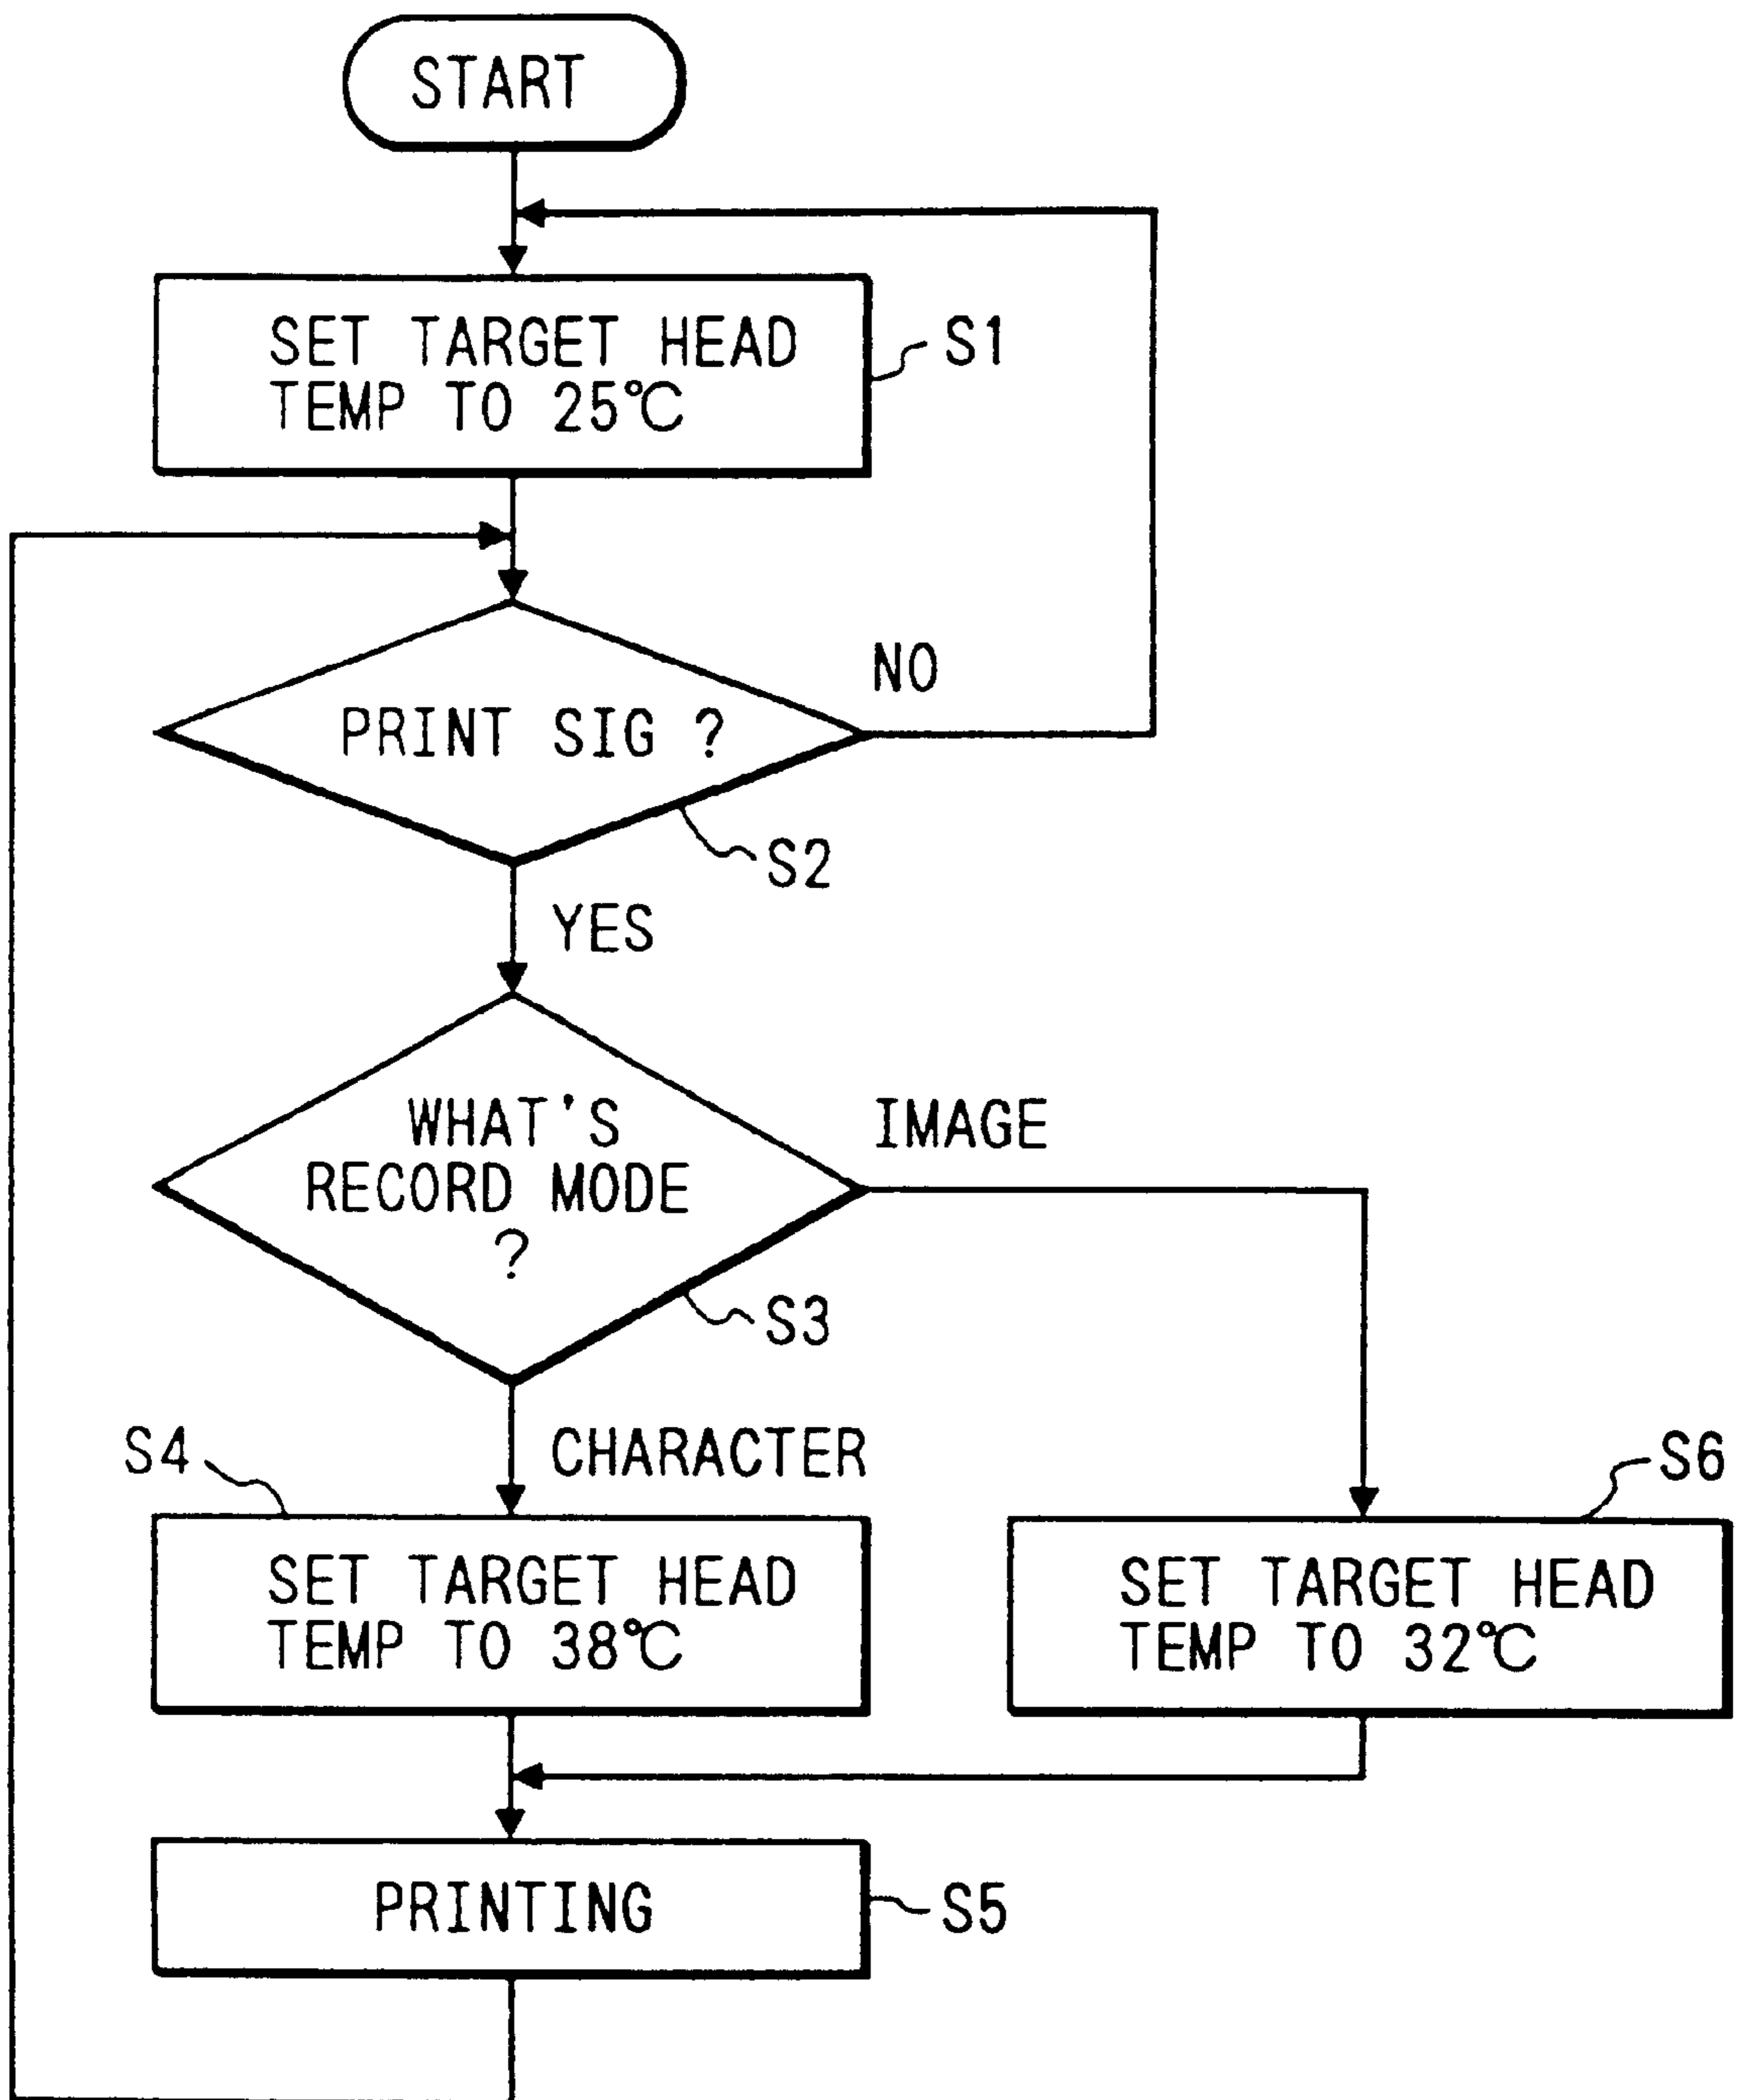 START
SET TARGET HEAD
TEMP TO 25℃
S1
PRINT SIG ?
NO
S2
YES
WHAT'S
RECORD MODE
?
IMAGE
S3
CHARACTER
S4
SET TARGET HEAD
TEMP TO 38℃
S6
SET TARGET HEAD
TEMP TO 32℃
PRINTING
S5